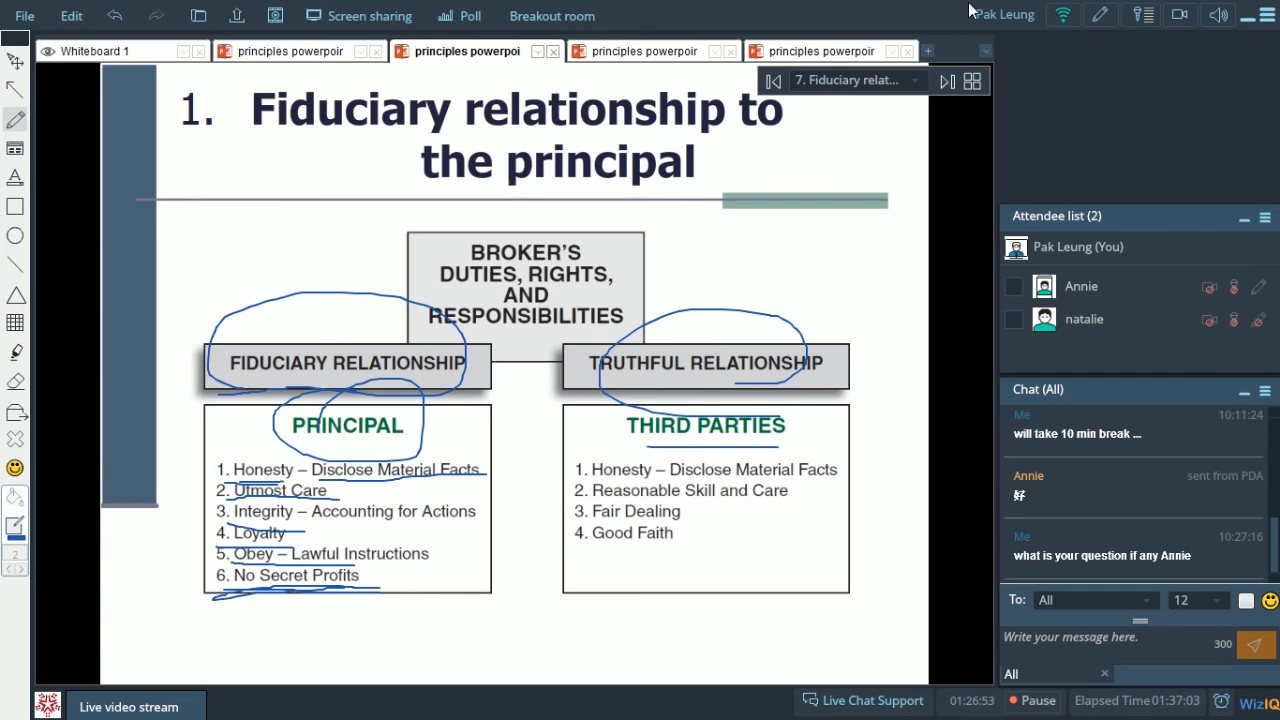 File Edit Screen sharing Poll Breakout room Pak Leung
Whiteboard 1 principles powerpoir principles powerpoi principles powerpoir principles powerpoir +
7. Fiduciary relat...
1. Fiduciary relationship to
the principal
BROKER'S
DUTIES, RIGHTS,
AND
RESPONSIBILITIES
FIDUCIARY RELATIONSHIP
PRINCIPAL
1. Honesty – Disclose Material Facts
2. Utmost Care
3. Integrity – Accounting for Actions
4. Loyalty
5. Obey – Lawful Instructions
6. No Secret Profits
TRUTHFUL RELATIONSHIP
THIRD PARTIES
1. Honesty – Disclose Material Facts
2. Reasonable Skill and Care
3. Fair Dealing
4. Good Faith
2
Attendee list (2)
Pak Leung (You)
Annie
natalie
Chat (All)
Me 10:11:24
will take 10 min break ...
Annie sent from PDA
好
Me 10:27:16
what is your question if any Annie
To: All 12
Write your message here. 300
All
Live video stream
Live Chat Support 01:26:53 Pause Elapsed Time 01:37:03 WizIQ